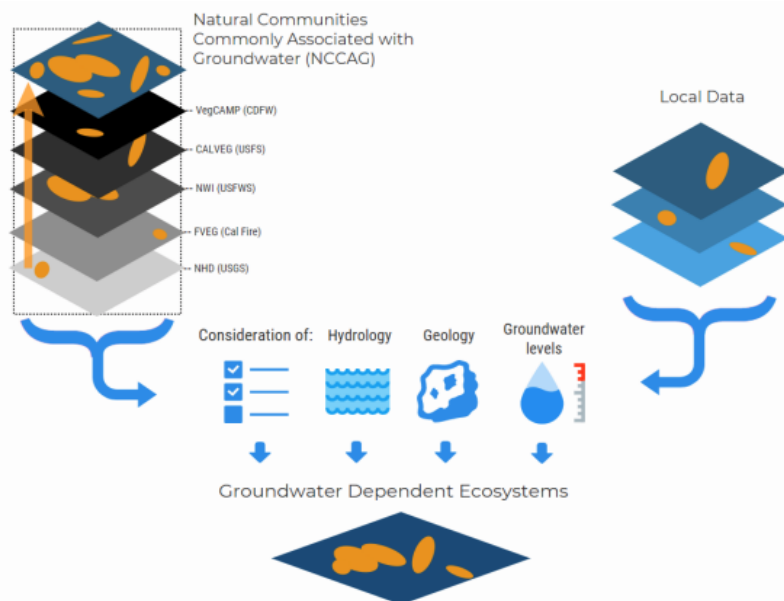 Natural Communities
Commonly Associated with
Groundwater (NCCAG)
VegCAMP (CDFW)
CALVEG (USFS)
NWI (USFWS)
FVEG (Cal Fire)
NHD (USGS)
Local Data
Consideration of:
Hydrology
Geology
Groundwater
levels
Groundwater Dependent Ecosystems